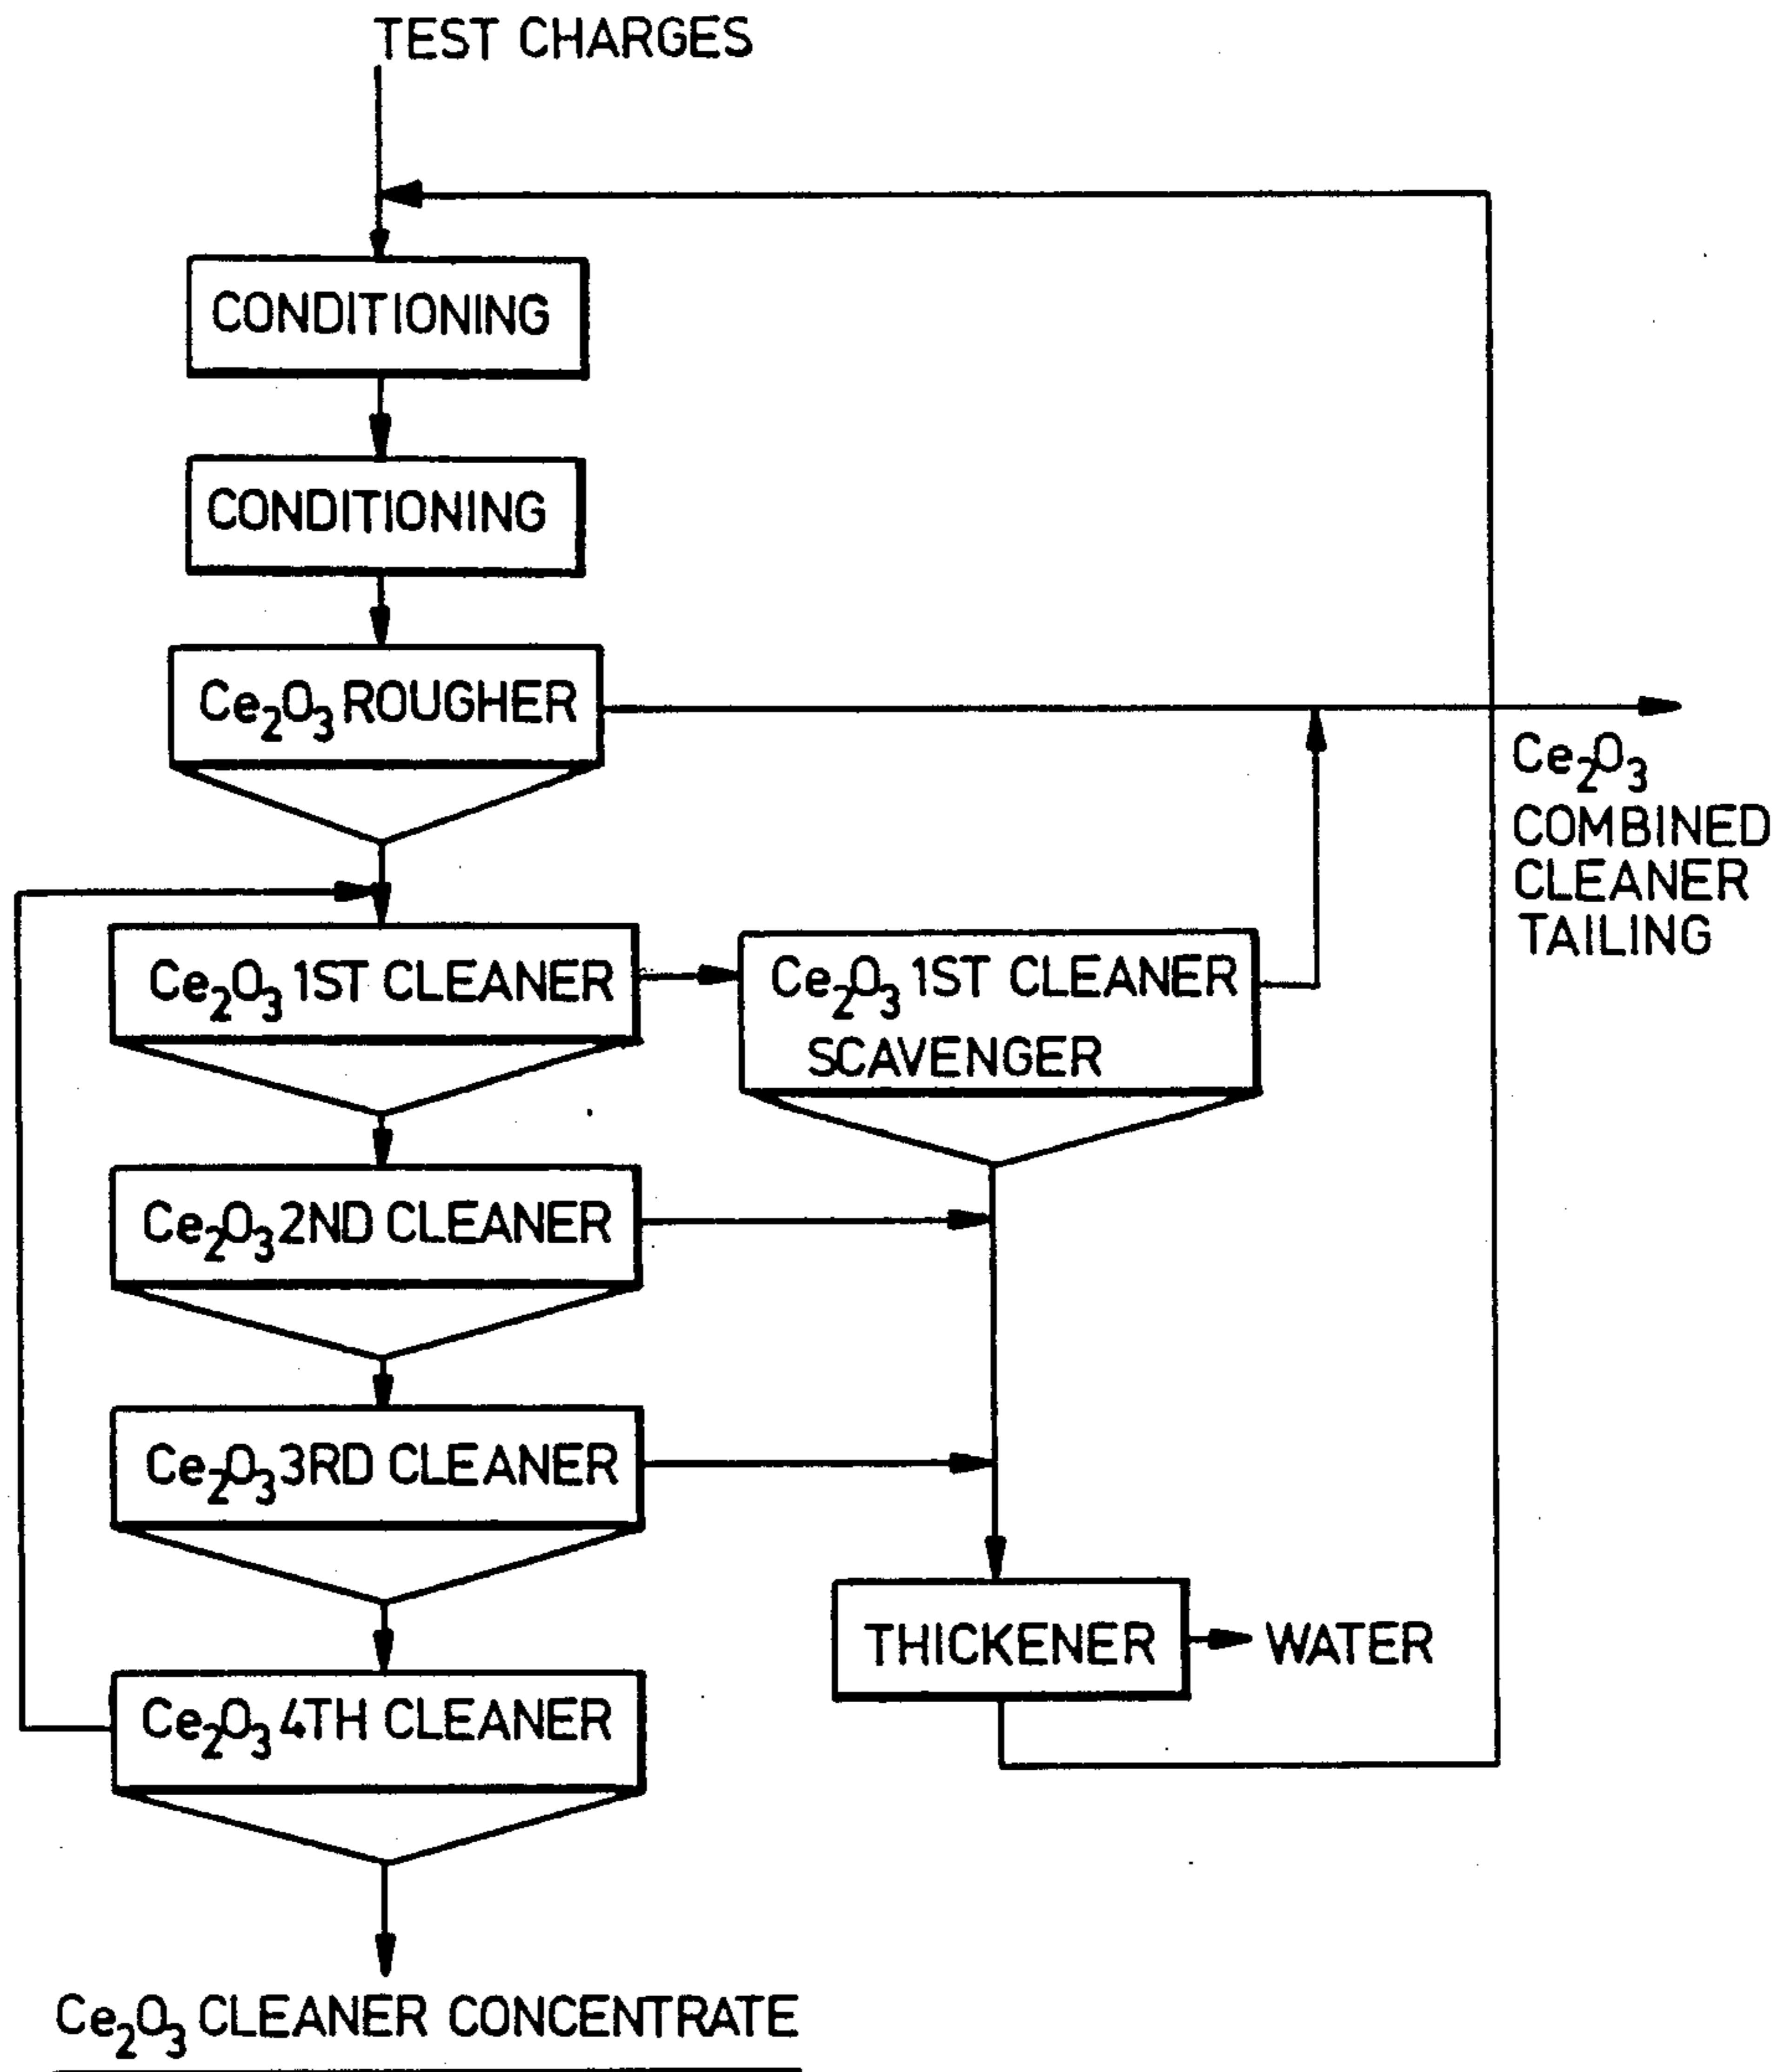 TEST CHARGES
CONDITIONING
CONDITIONING
Ce₂O₃ ROUGHER
Ce₂O₃
COMBINED
CLEANER
TAILING
Ce₂O₃ 1ST CLEANER
Ce₂O₃ 1ST CLEANER
SCAVENGER
Ce₂O₃ 2ND CLEANER
Ce₂O₃ 3RD CLEANER
THICKENER
WATER
Ce₂O₃ 4TH CLEANER
Ce₂O₃ CLEANER CONCENTRATE